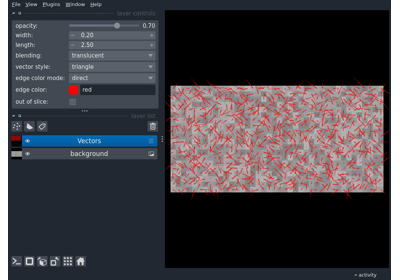 File View Plugins Window Help
layer controls
opacity: 0.70
width: 0.20
length: 2.50
blending: translucent
vector style: triangle
edge color mode: direct
edge color: red
out of slice:
layer list
Vectors
background
activity